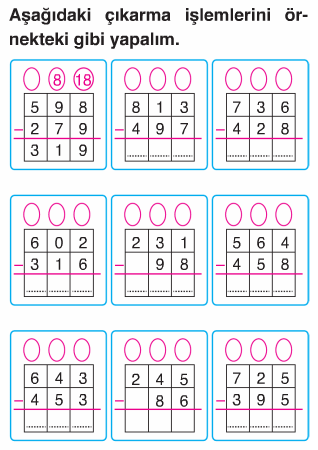 Aşağıdaki çıkarma işlemlerini ör-
nekteki gibi yapalım.
8 18
5 9 8
- 2 7 9
3 1 9
8 1 3
- 4 9 7
7 3 6
- 4 2 8
6 0 2
- 3 1 6
2 3 1
- 9 8
5 6 4
- 4 5 8
6 4 3
- 4 5 3
2 4 5
- 8 6
7 2 5
- 3 9 5